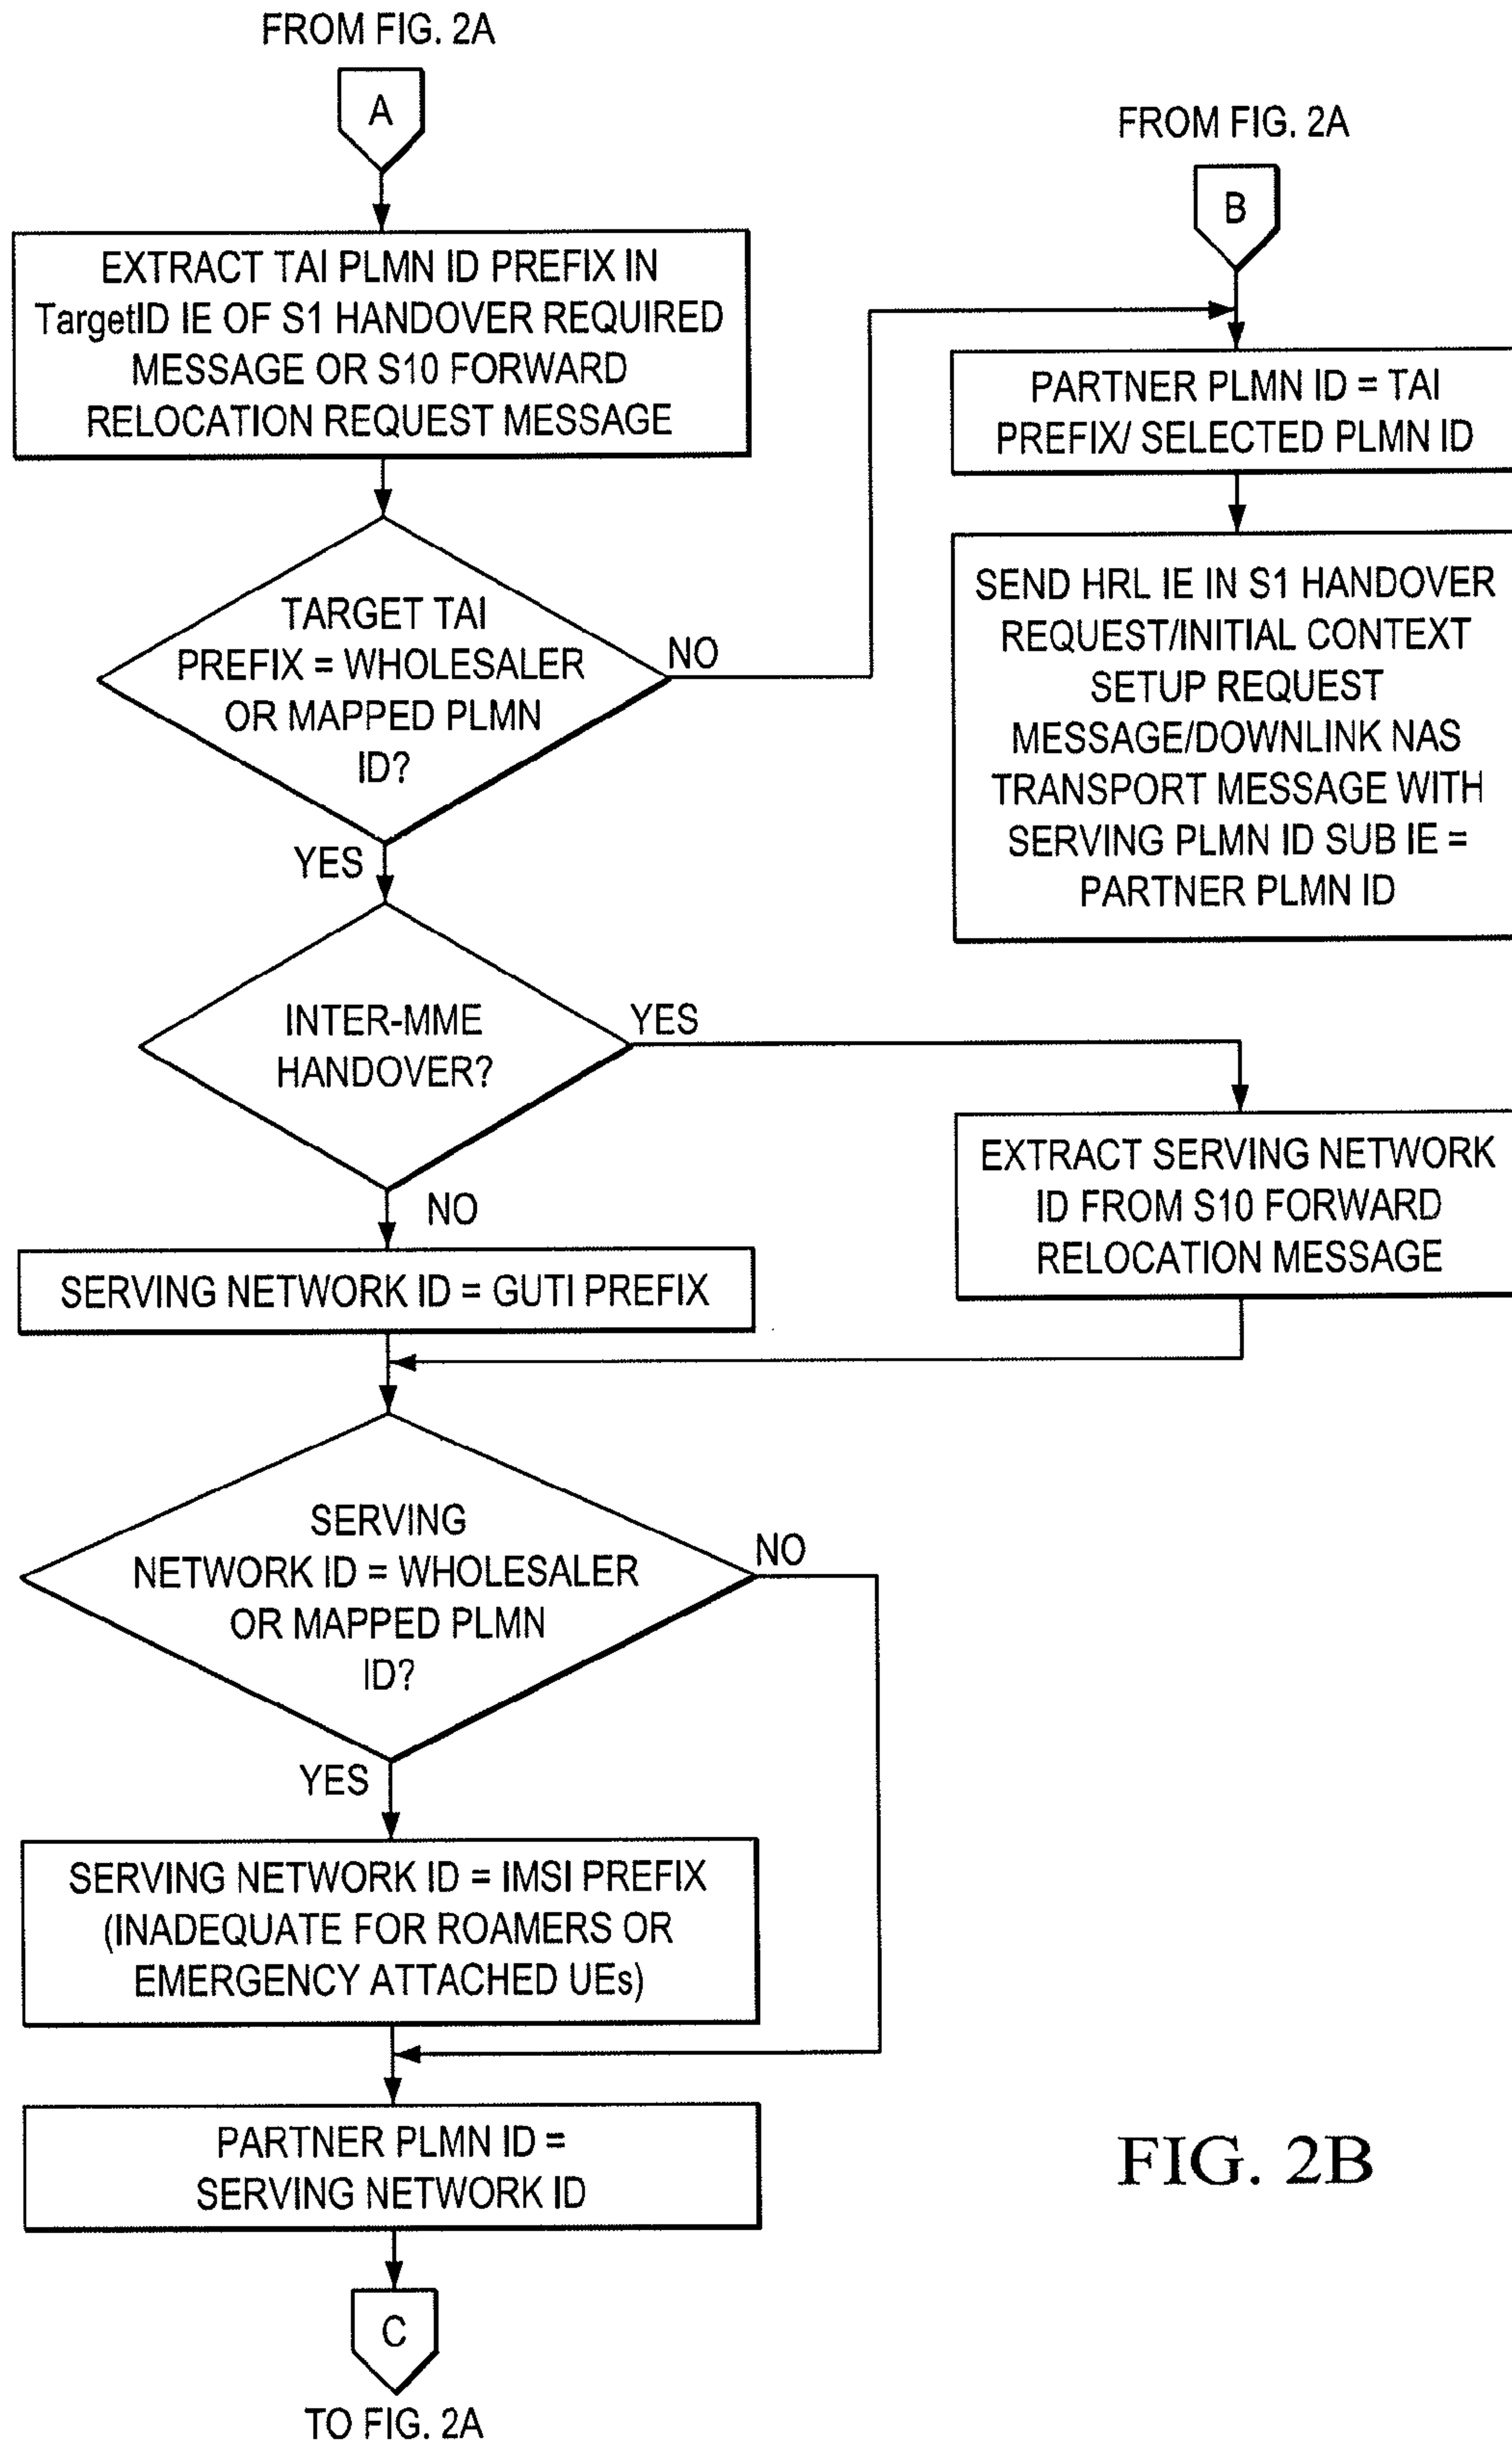 FROM FIG. 2A
A
EXTRACT TAI PLMN ID PREFIX IN
TargetID IE OF S1 HANDOVER REQUIRED
MESSAGE OR S10 FORWARD
RELOCATION REQUEST MESSAGE
TARGET TAI
PREFIX = WHOLESALER
OR MAPPED PLMN
ID?
NO
YES
FROM FIG. 2A
B
PARTNER PLMN ID = TAI
PREFIX/ SELECTED PLMN ID
SEND HRL IE IN S1 HANDOVER
REQUEST/INITIAL CONTEXT
SETUP REQUEST
MESSAGE/DOWNLINK NAS
TRANSPORT MESSAGE WITH
SERVING PLMN ID SUB IE =
PARTNER PLMN ID
INTER-MME
HANDOVER?
YES
NO
EXTRACT SERVING NETWORK
ID FROM S10 FORWARD
RELOCATION MESSAGE
SERVING NETWORK ID = GUTI PREFIX
SERVING
NETWORK ID = WHOLESALER
OR MAPPED PLMN
ID?
NO
YES
SERVING NETWORK ID = IMSI PREFIX
(INADEQUATE FOR ROAMERS OR
EMERGENCY ATTACHED UEs)
PARTNER PLMN ID =
SERVING NETWORK ID
C
TO FIG. 2A
FIG. 2B